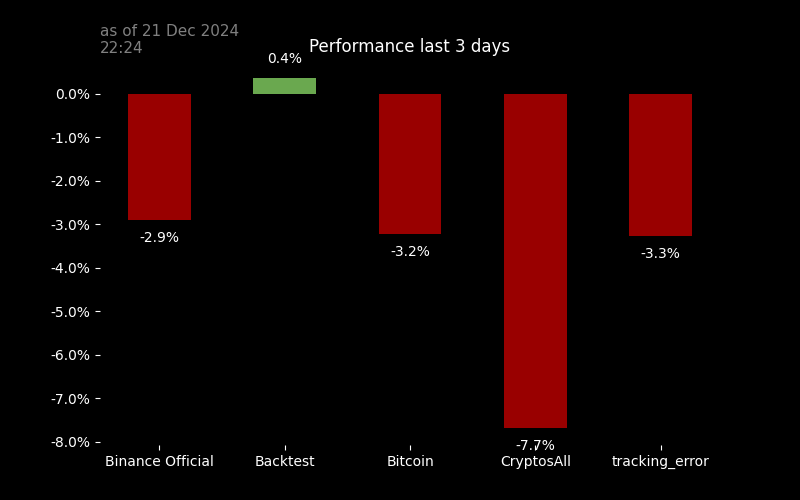 as of 21 Dec 2024
22:24
Performance last 3 days
0.4%
0.0%
-1.0%
-2.0%
-3.0%
-4.0%
-5.0%
-6.0%
-7.0%
-8.0%
-2.9%
-3.2%
-7.7%
-3.3%
Binance Official
Backtest
Bitcoin
CryptosAll
tracking_error